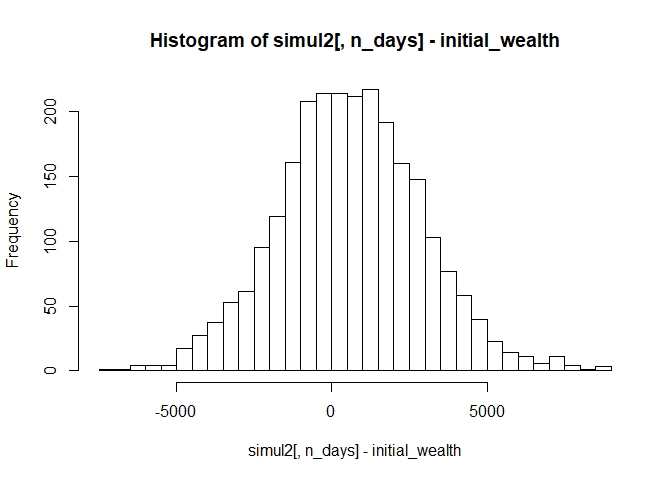 Histogram of simul2[, n_days] - initial_wealth
Frequency
200
150
100
50
0
-5000 0 5000
simul2[, n_days] - initial_wealth